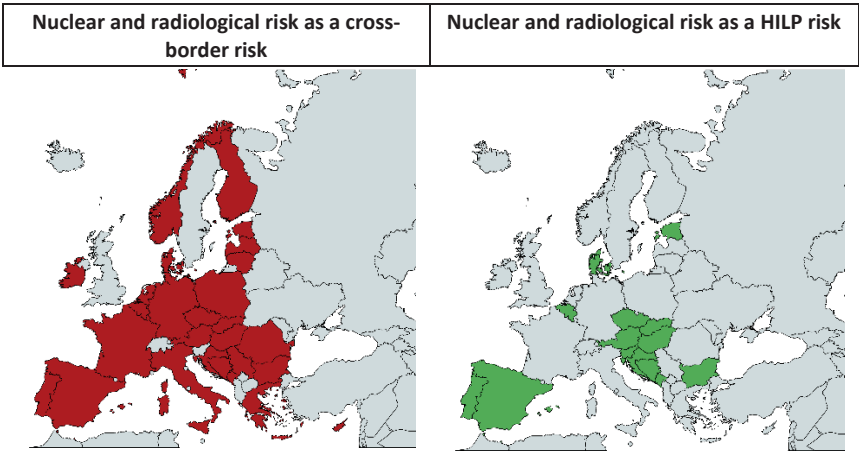 Nuclear and radiological risk as a cross-
border risk
Nuclear and radiological risk as a HILP risk